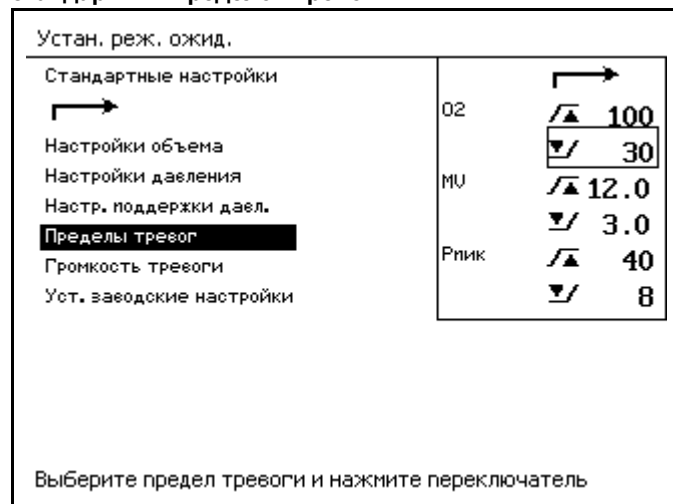 Устан. реж. ожид.
Стандартные настройки
Настройки объема
Настройки давления
Настр. поддержки давл.
Пределы тревог
Громкость тревоги
Уст. заводские настройки
O2 100
30
MV 12.0
3.0
Pпик 40
8
Выберите предел тревоги и нажмите переключатель